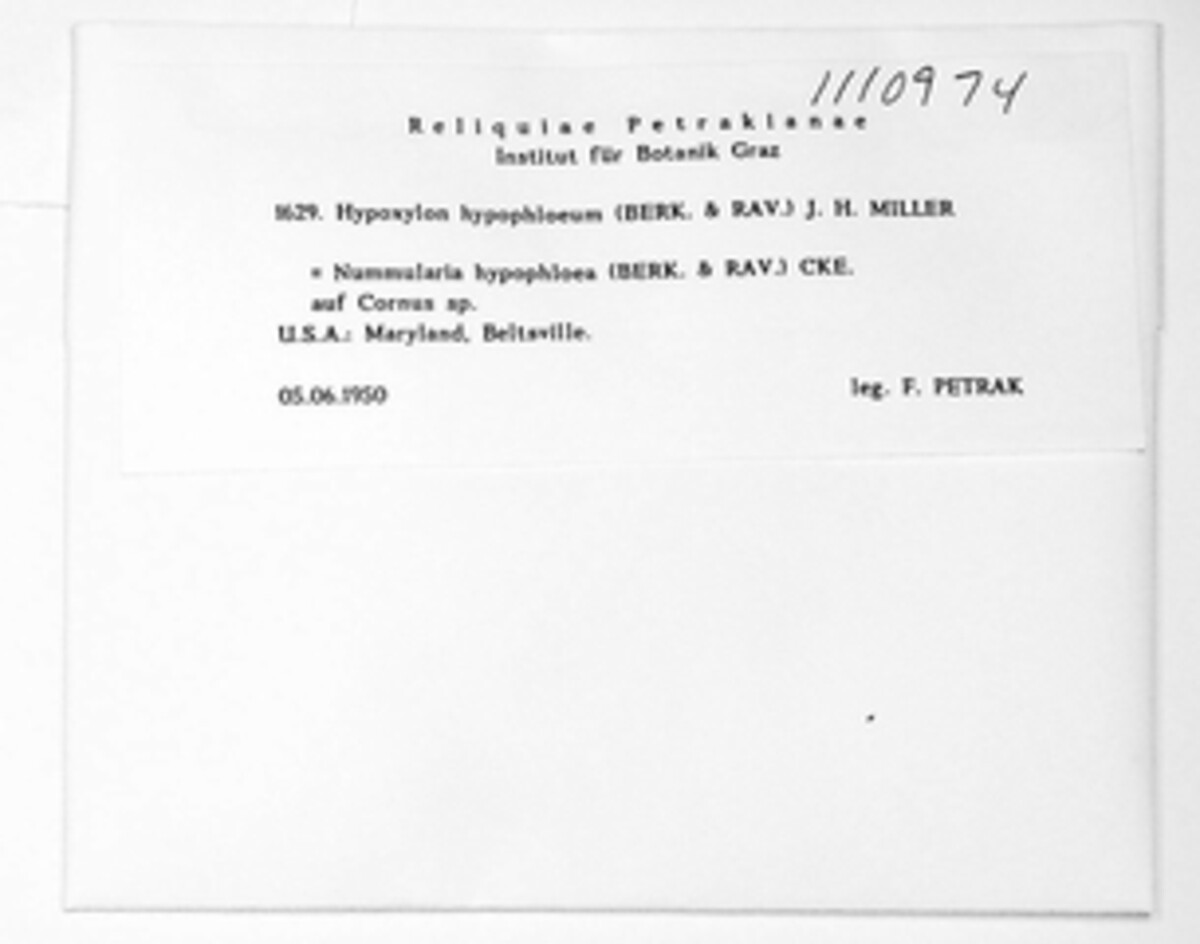 1110974
Reliquiae Petrakianae
Institut für Botanik Graz
1629. Hypoxylon hypophloeum (BERK. & RAV.) J. H. MILLER
= Nummularia hypophloea (BERK. & RAV.) CKE.
auf Cornus sp.
U.S.A.: Maryland, Beltsville.
05.06.1950 leg. F. PETRAK